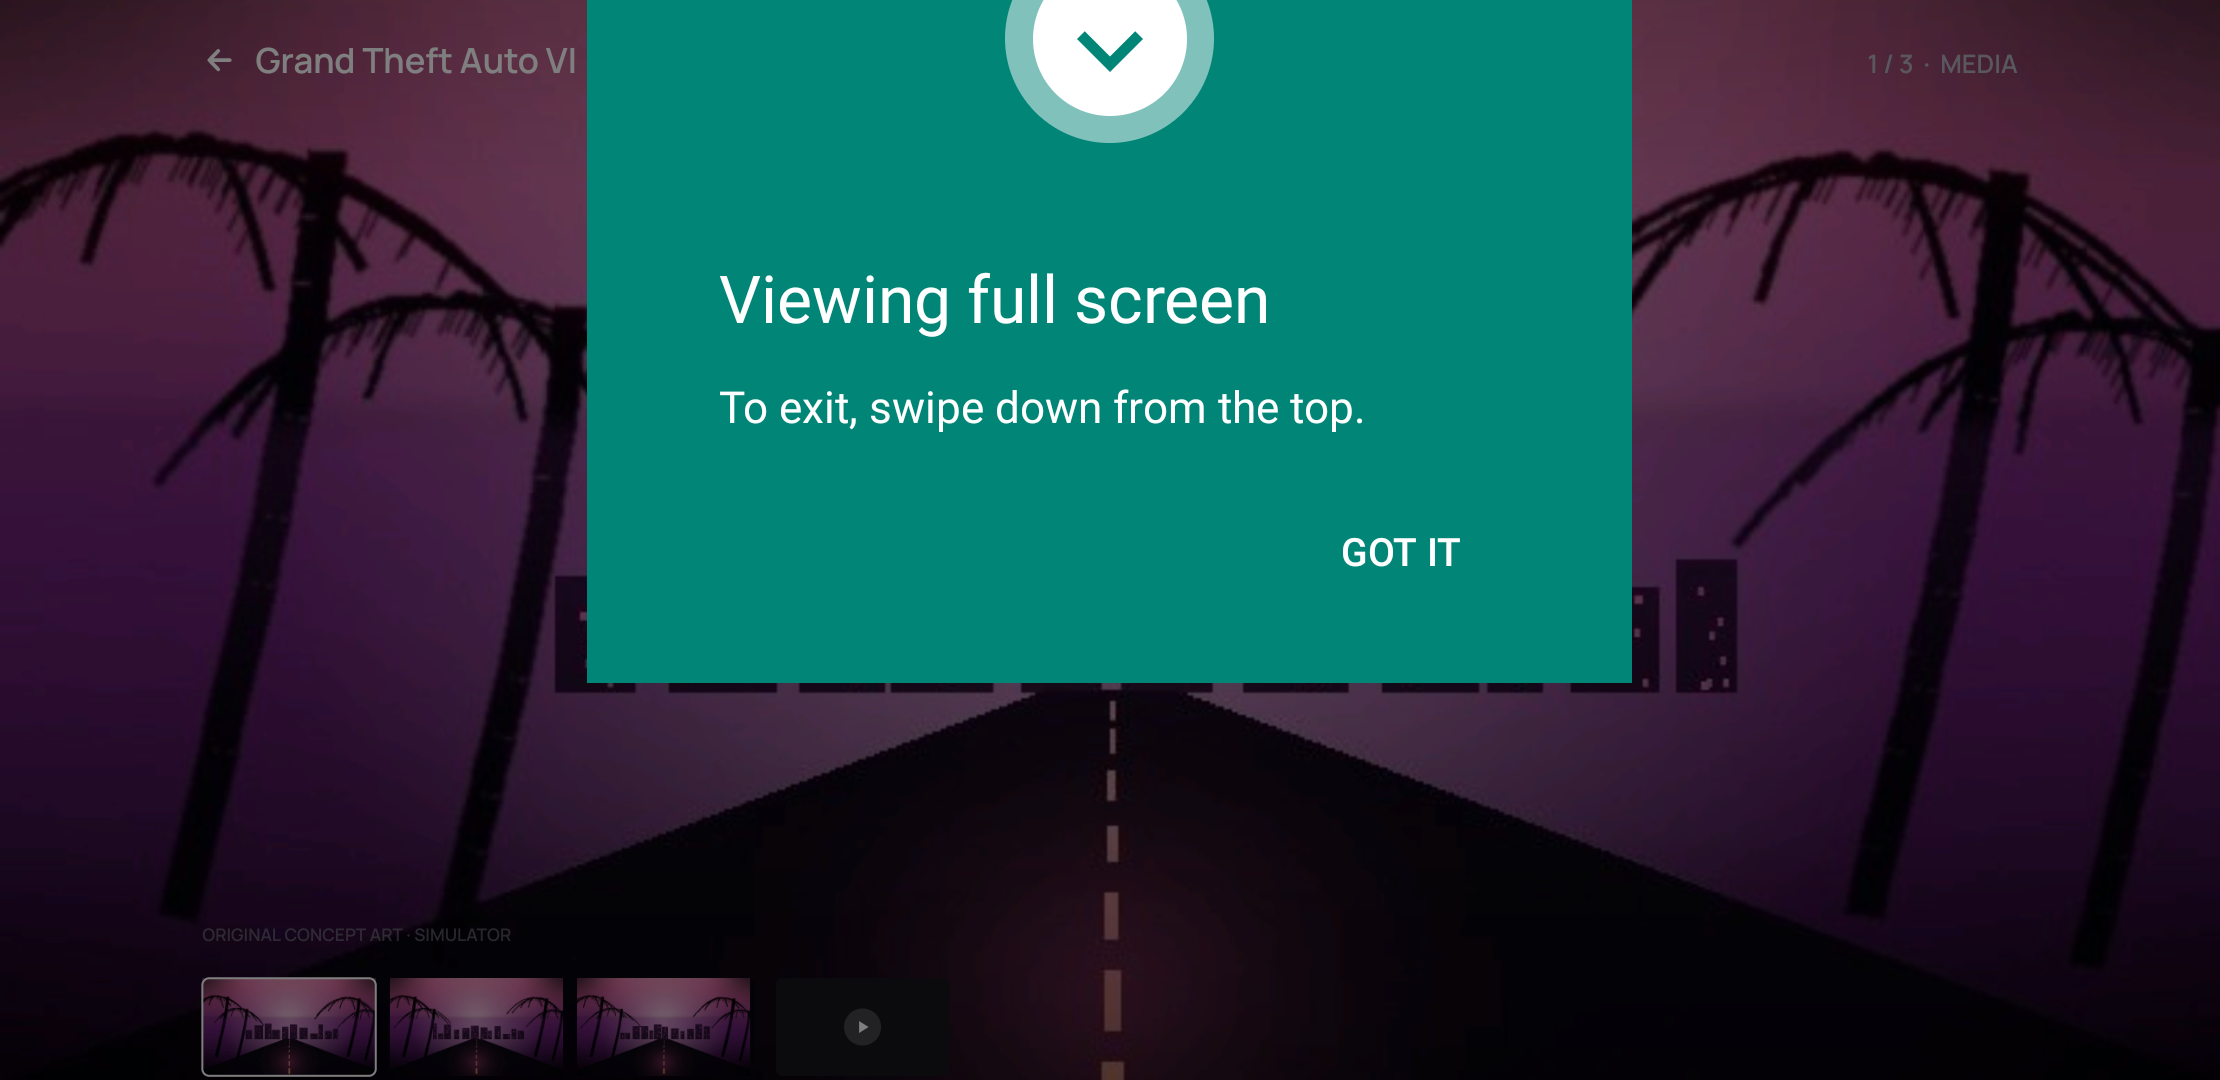 Grand Theft Auto VI
1 / 3 · MEDIA
Viewing full screen
To exit, swipe down from the top.
GOT IT
ORIGINAL CONCEPT ART · SIMULATOR